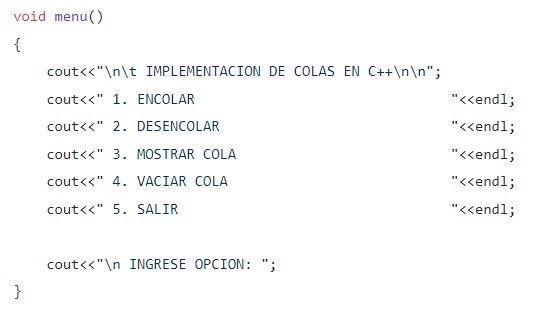 void menu()
{
    cout<<"\n\t IMPLEMENTACION DE COLAS EN C++\n\n";
    cout<<" 1. ENCOLAR                               "<<endl;
    cout<<" 2. DESENCOLAR                            "<<endl;
    cout<<" 3. MOSTRAR COLA                          "<<endl;
    cout<<" 4. VACIAR COLA                           "<<endl;
    cout<<" 5. SALIR                                 "<<endl;

    cout<<"\n INGRESE OPCION: ";
}